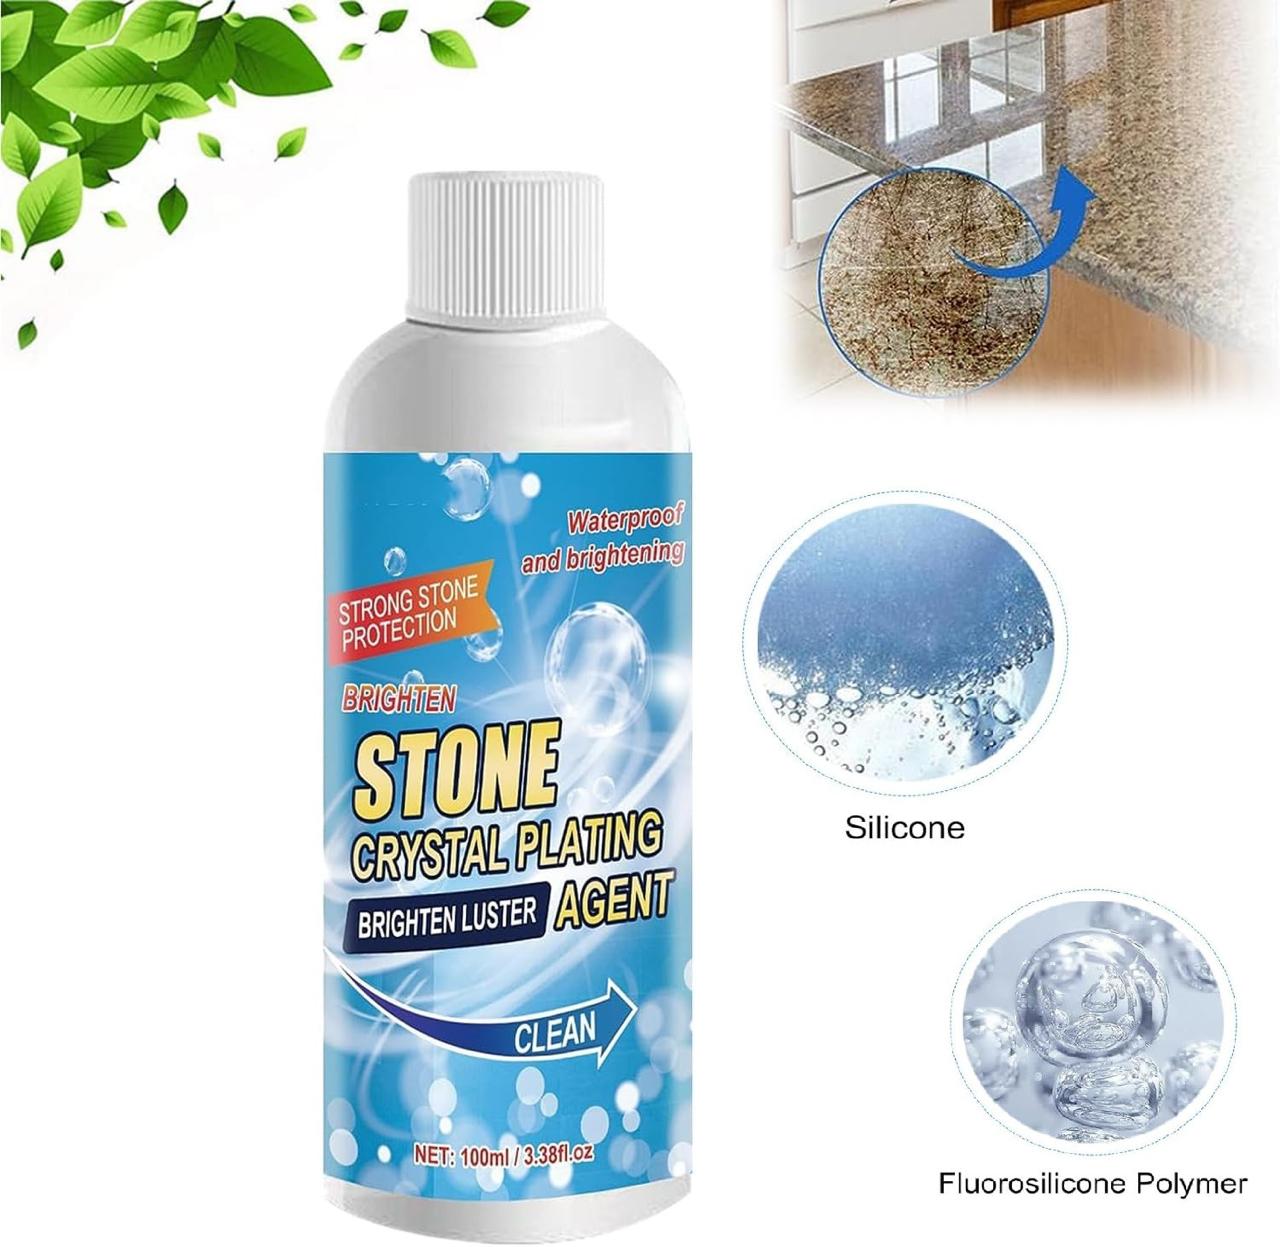 Waterproof
and brightening
STRONG STONE
PROTECTION
BRIGHTEN
STONE
CRYSTAL PLATING
BRIGHTEN LUSTER AGENT
CLEAN
NET: 100ml / 3.38fl.oz
Silicone
Fluorosilicone Polymer